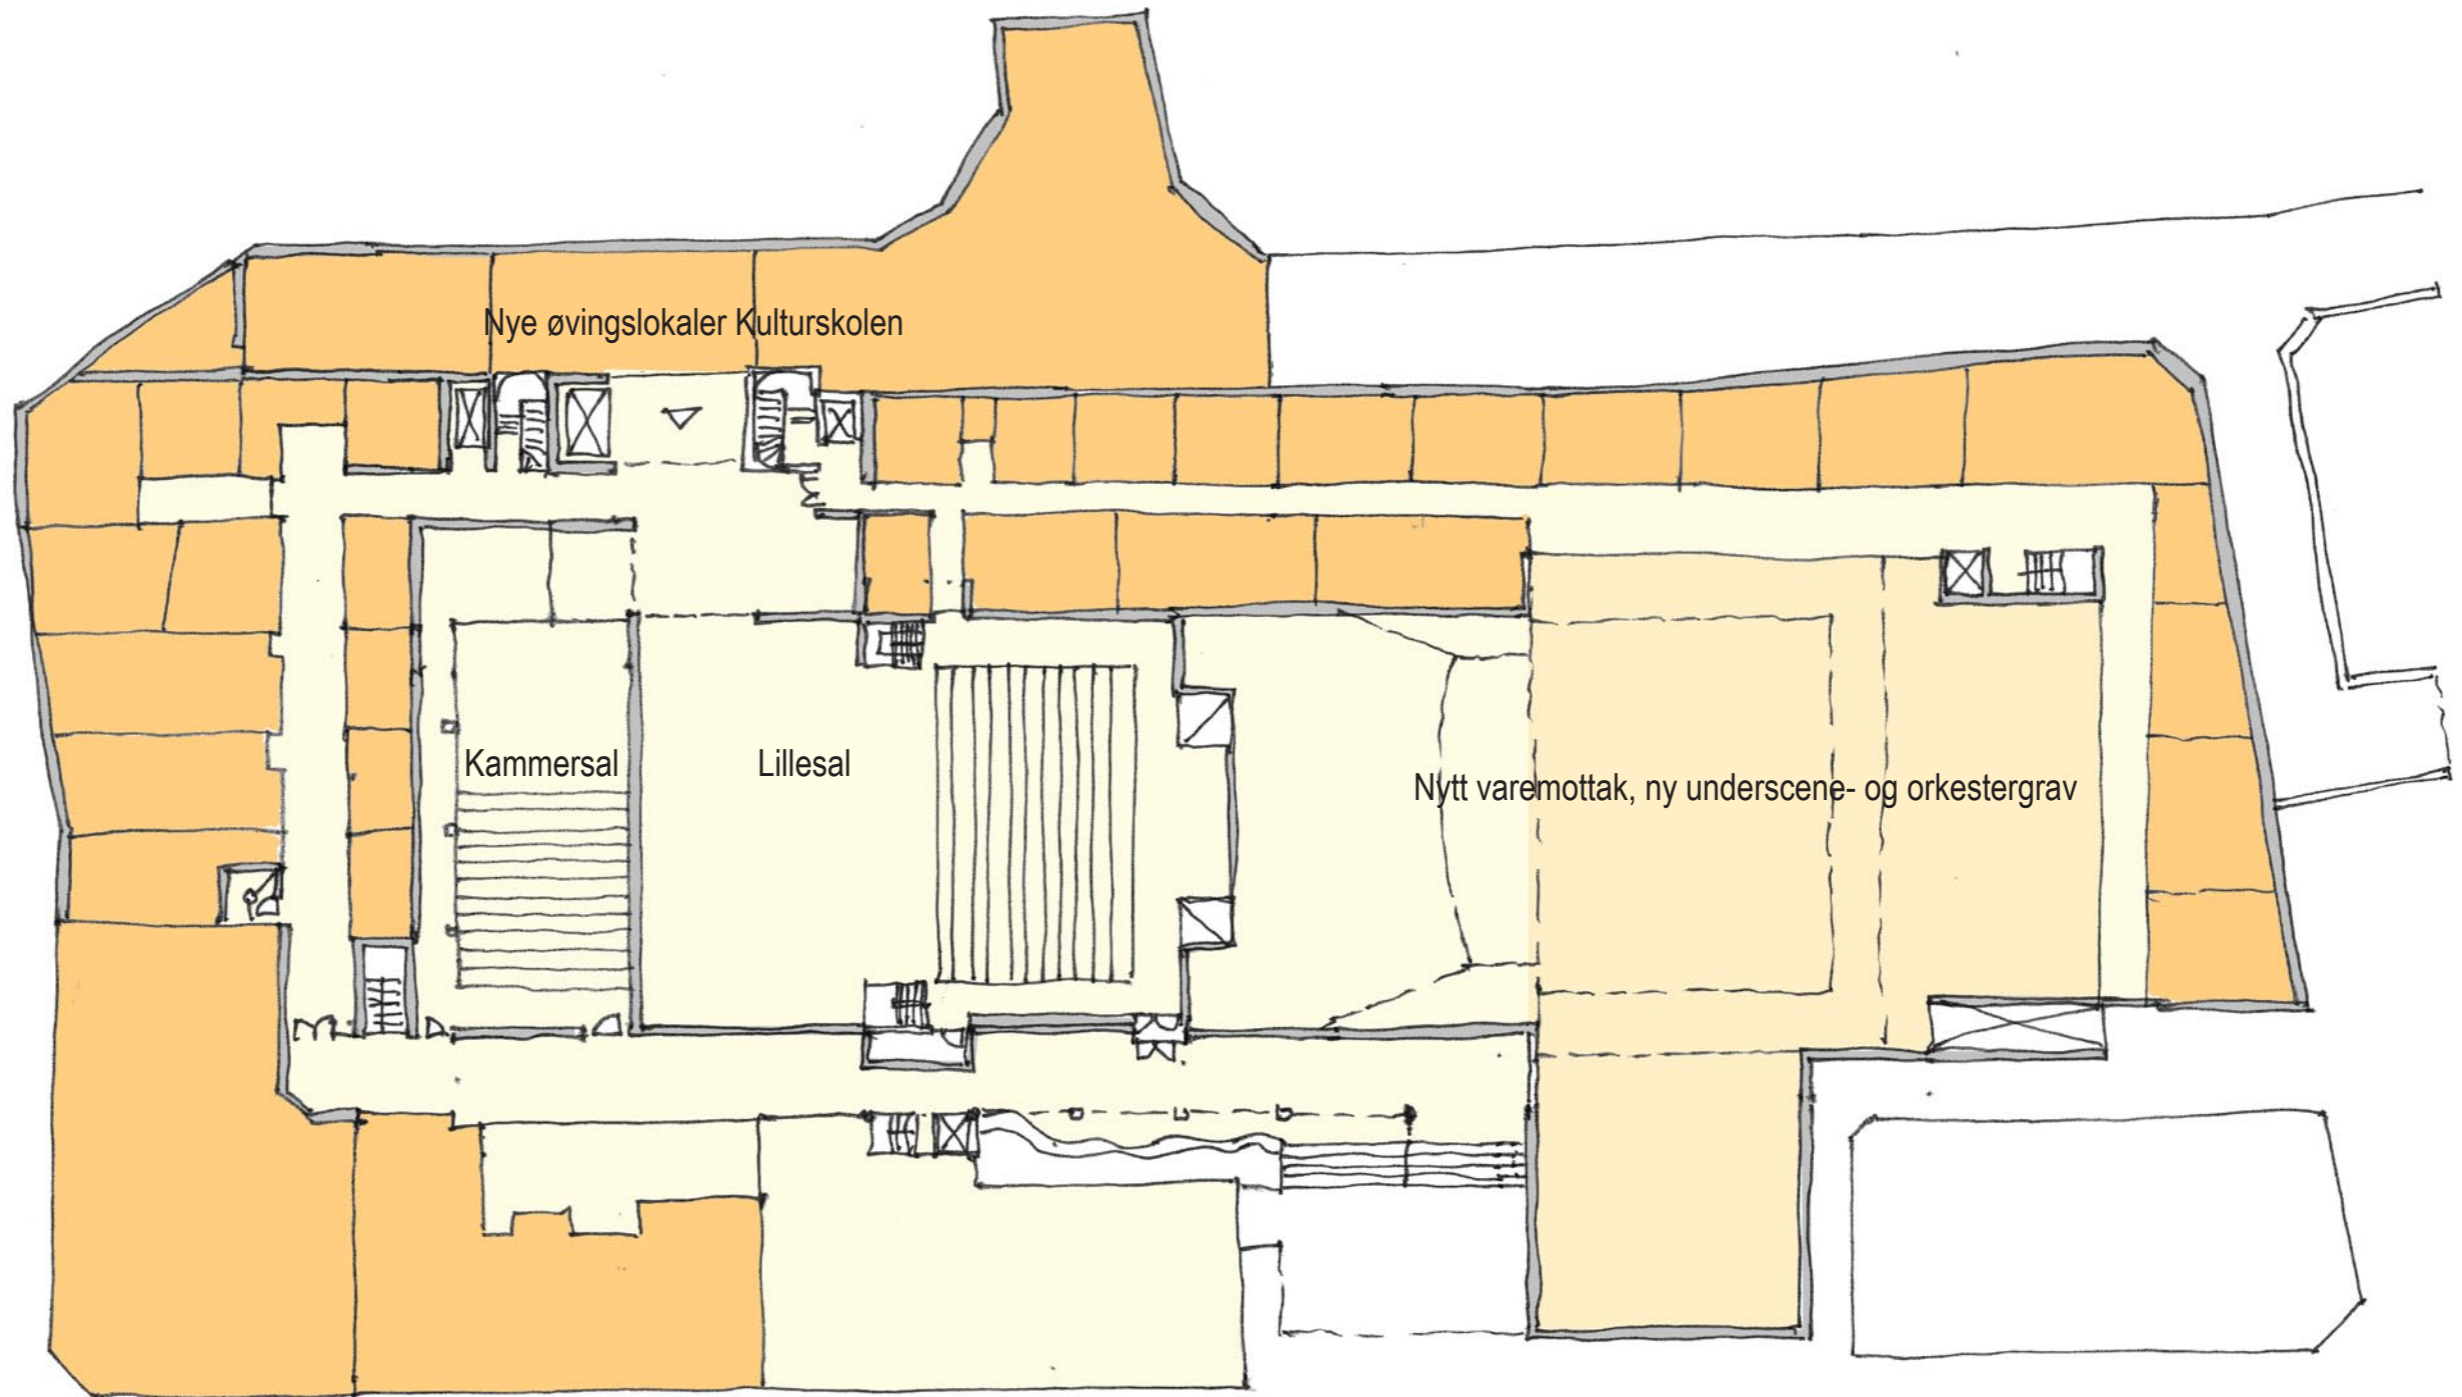 Nye øvingslokaler Kulturskolen
Kammersal
Lillesal
Nytt varemottak, ny underscene- og orkestergrav